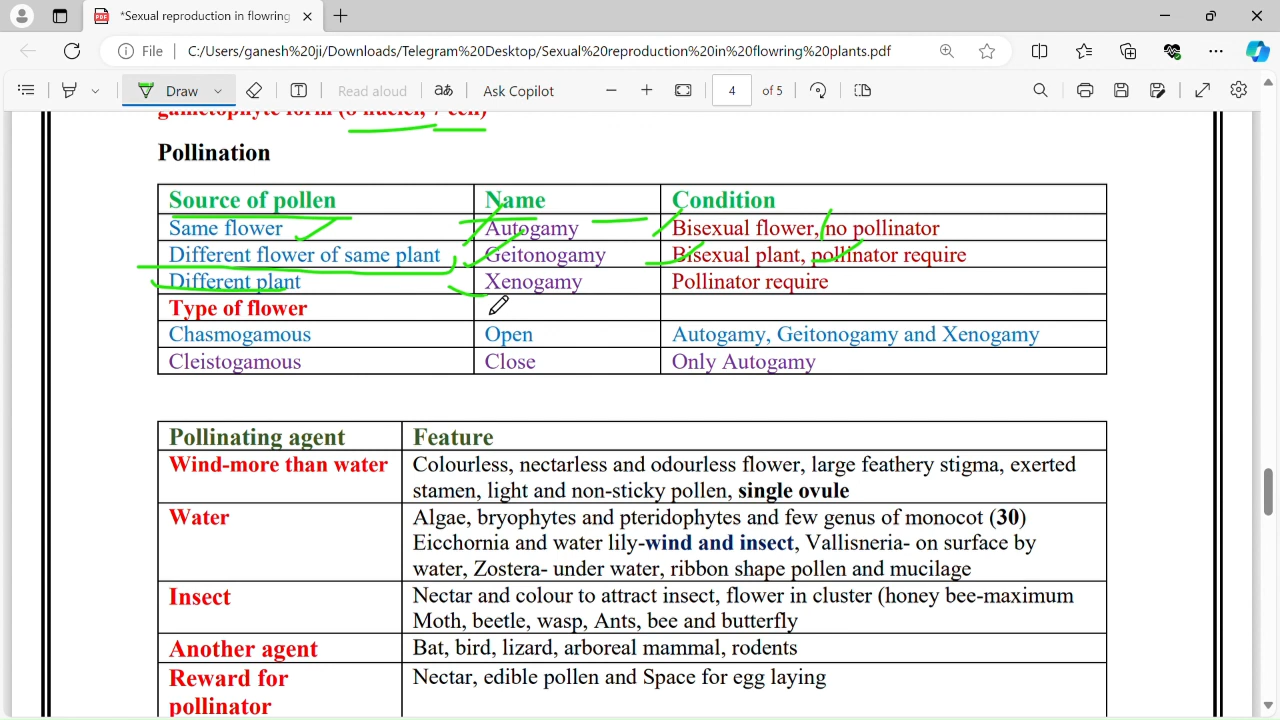 *Sexual reproduction in flowring
File
C:/Users/ganesh%20ji/Downloads/Telegram%20Desktop/Sexual%20reproduction%20in%20flowring%20plants.pdf
Draw
Read aloud
Ask Copilot
4 of 5
gametophyte form (8 nuclei, 7 cell)
Pollination
Source of pollen Name Condition
Same flower Autogamy Bisexual flower, no pollinator
Different flower of same plant Geitonogamy Bisexual plant, pollinator require
Different plant Xenogamy Pollinator require
Type of flower
Chasmogamous Open Autogamy, Geitonogamy and Xenogamy
Cleistogamous Close Only Autogamy
Pollinating agent Feature
Wind-more than water Colourless, nectarless and odourless flower, large feathery stigma, exerted
stamen, light and non-sticky pollen, single ovule
Water Algae, bryophytes and pteridophytes and few genus of monocot (30)
Eicchornia and water lily-wind and insect, Vallisneria- on surface by
water, Zostera- under water, ribbon shape pollen and mucilage
Insect Nectar and colour to attract insect, flower in cluster (honey bee-maximum
Moth, beetle, wasp, Ants, bee and butterfly
Another agent Bat, bird, lizard, arboreal mammal, rodents
Reward for Nectar, edible pollen and Space for egg laying
pollinator